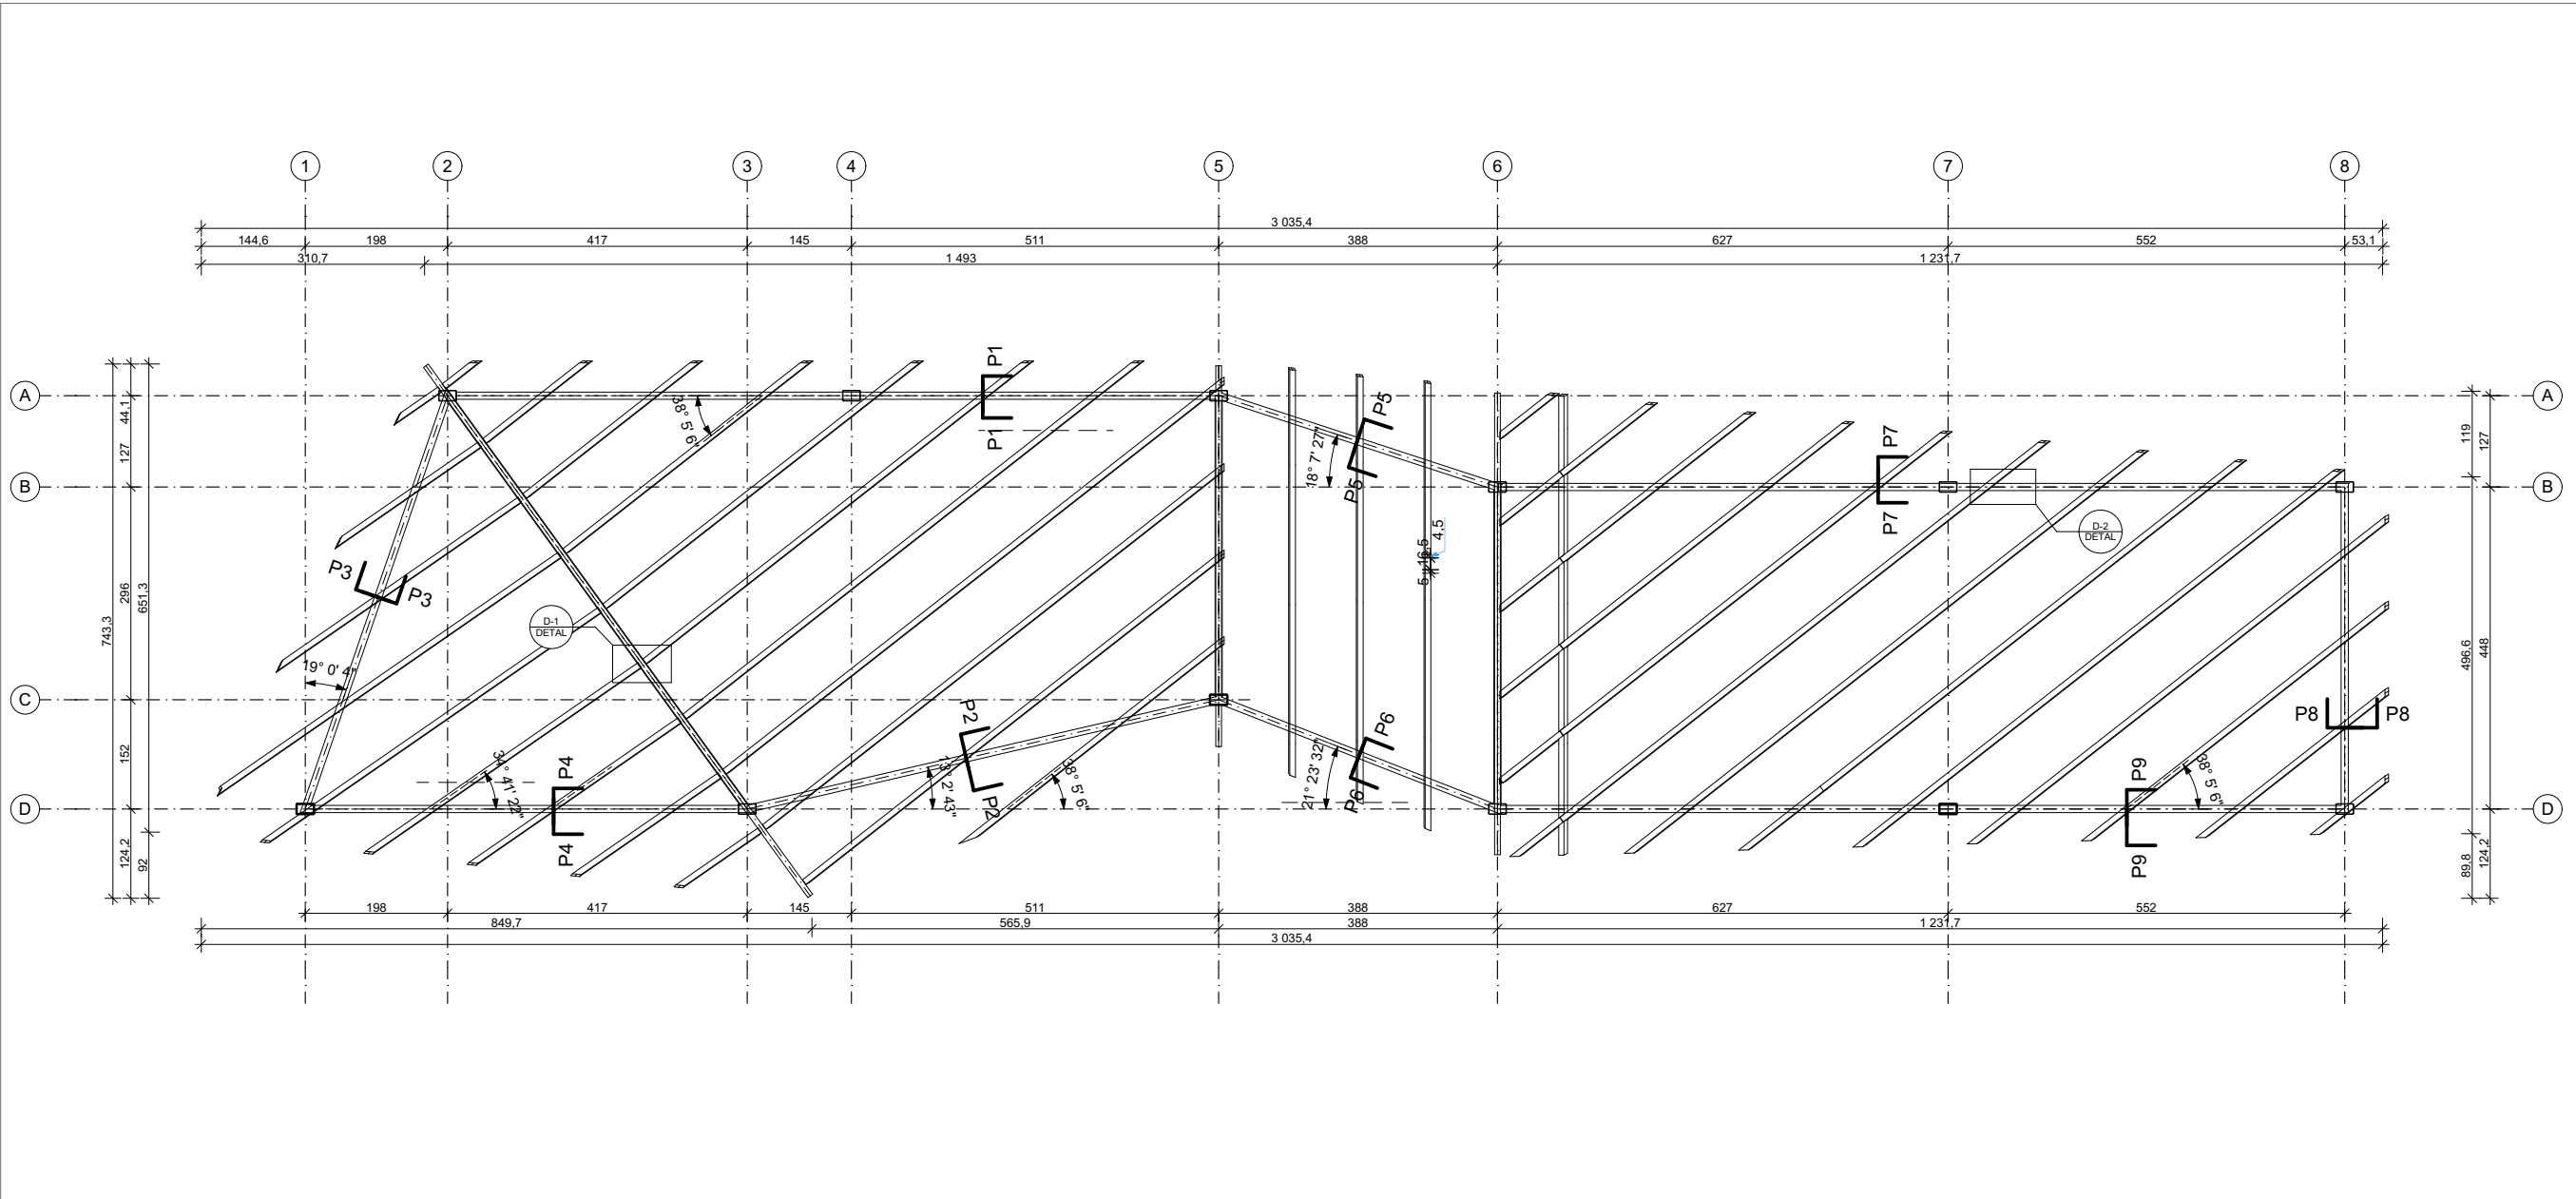 1 2 3 4 5 6 7 8
3 035,4
144,6 198 417 145 511 388 627 552 53,1
310,7 1 493 1 231,7
A A
B B
C
D D
44,1
127
296
152
124,2
743,3
651,3
92
119
127
496,6
448
89,8
124,2
P1
P1
38° 5' 6"
P5
P5
18° 7' 27"
P7
P7
D-2
DETAL
4,5
16,5
5
P3 P3
D-1
DETAL
19° 0' 4"
P8 P8
P2
P2
13° 2' 43"
38° 5' 6"
P6
P6
21° 23' 32"
P4
P4
34° 41' 22"
P9
P9
38° 5' 6"
198 417 145 511 388 627 552
849,7 565,9 388 1 231,7
3 035,4